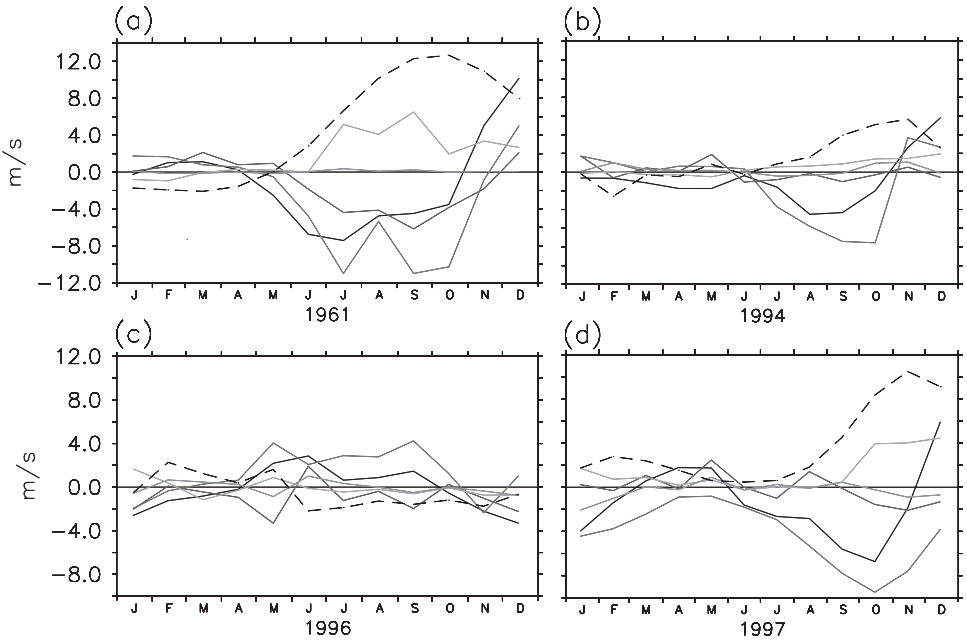 (a)
(b)
12.0
8.0
4.0
0.0
−4.0
−8.0
−12.0
m/s
J F M A M J J A S O N D
J F M A M J J A S O N D
1961
1994
(c)
(d)
12.0
8.0
4.0
0.0
−4.0
−8.0
m/s
J F M A M J J A S O N D
J F M A M J J A S O N D
1996
1997